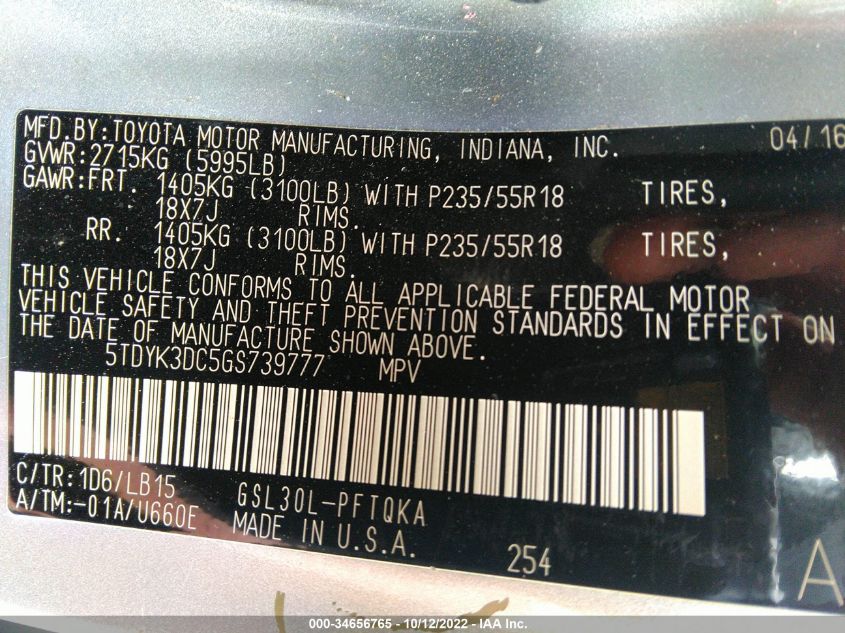 MFD.BY:TOYOTA MOTOR MANUFACTURING, INDIANA, INC. 04/16
GVWR:2715KG (5995LB)
GAWR:FRT. 1405KG (3100LB) WITH P235/55R18 TIRES,
18X7J RIMS.
RR. 1405KG (3100LB) WITH P235/55R18 TIRES,
18X7J RIMS.
THIS VEHICLE CONFORMS TO ALL APPLICABLE FEDERAL MOTOR
VEHICLE SAFETY AND THEFT PREVENTION STANDARDS IN EFFECT ON
THE DATE OF MANUFACTURE SHOWN ABOVE.
5TDYK3DC5GS739777 MPV
C/TR:1D6/LB15 GSL30L-PFTQKA
A/TM:-01A/U660E MADE IN U.S.A.
254 A
000-34656765 - 10/12/2022 - IAA Inc.